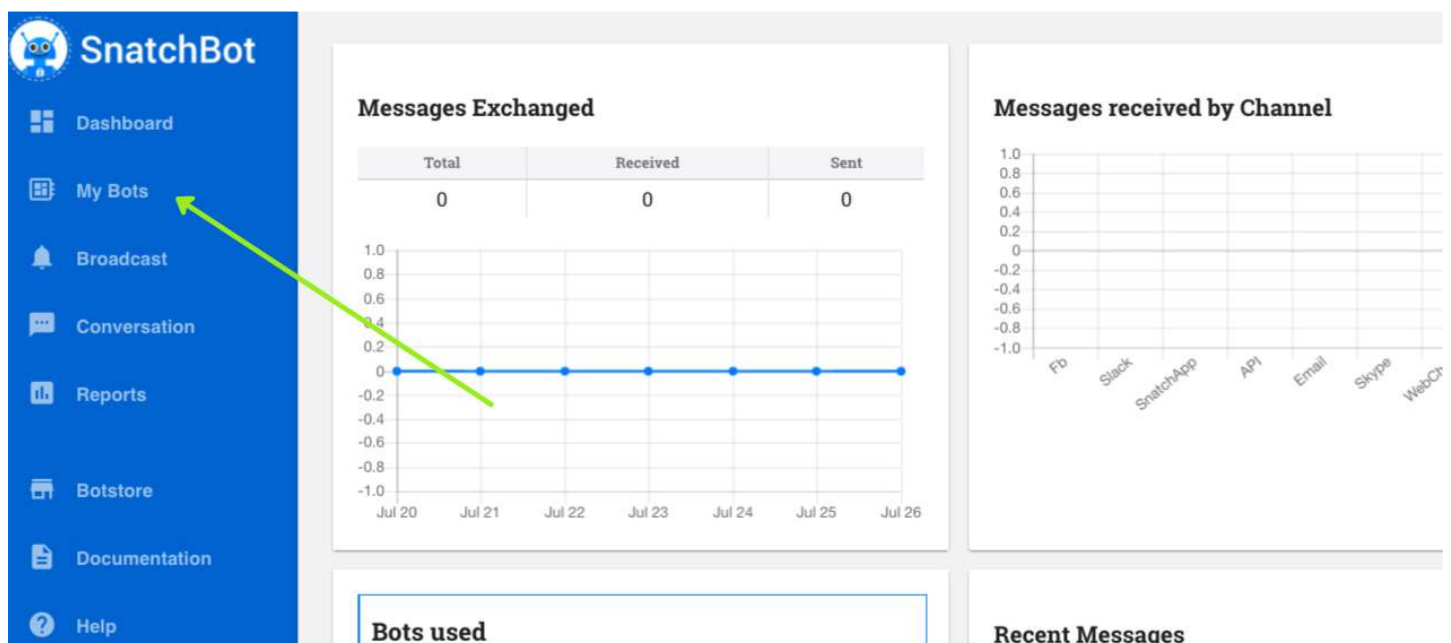 SnatchBot
Dashboard
My Bots
Broadcast
Conversation
Reports
Botstore
Documentation
Help
Messages Exchanged
Total Received Sent
0 0 0
1.0
0.8
0.6
0.4
0.2
0
-0.2
-0.4
-0.6
-0.8
-1.0
Jul 20 Jul 21 Jul 22 Jul 23 Jul 24 Jul 25 Jul 26
Messages received by Channel
1.0
0.8
0.6
0.4
0.2
0
-0.2
-0.4
-0.6
-0.8
-1.0
Fb Slack SnatchApp API Email Skype WebCh
Bots used
Recent Messages